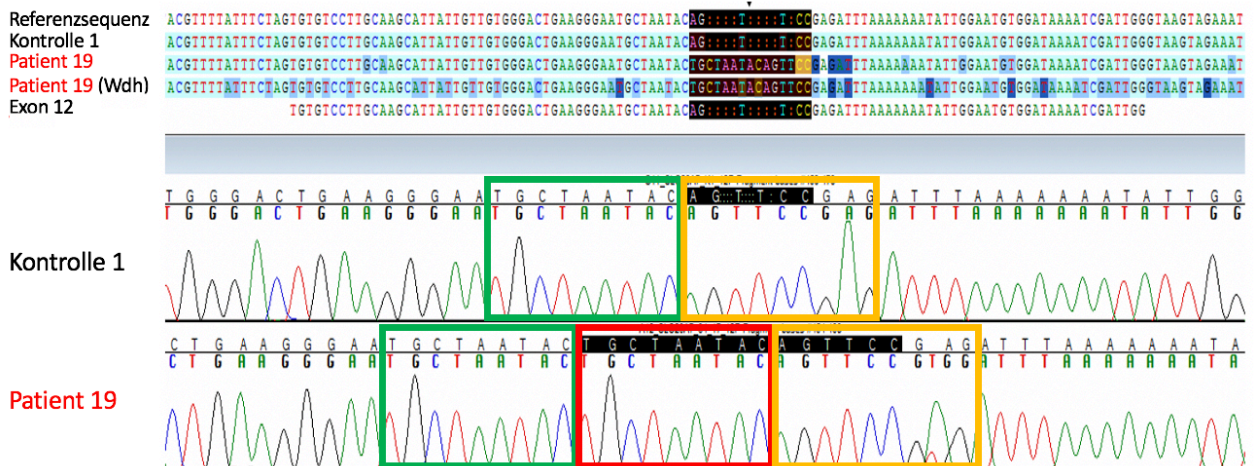 Referenzsequenz ACGTTTTATTTCTAGTGTGTCCTTGCAAGCATTATTGTTGTGGGACTGAAGGGAATGCTAATACAG::::T::::T:CCGAGATTTAAAAAAATATTGGAATGTGGATAAAATCGATTGGGTAAGTAGAAAT
Kontrolle 1 ACGTTTTATTTCTAGTGTGTCCTTGCAAGCATTATTGTTGTGGGACTGAAGGGAATGCTAATACAG::::T::::T:CCGAGATTTAAAAAAATATTGGAATGTGGATAAAATCGATTGGGTAAGTAGAAAT
Patient 19 ACGTTTTATTTCTAGTGTGTCCTTGCAAGCATTATTGTTGTGGGACTGAAGGGAATGCTAATACTGCTAATACAGTTCCGAGATTTAAAAAAATATTGGAATGTGGATAAAATCGATTGGGTAAGTAGAAAT
Patient 19 (Wdh) ACGTTTTATTTCTAGTGTGTCCTTGCAAGCATTATTGTTGTGGGACTGAAGGGAATGCTAATACTGCTAATACAGTTCCGAGATTTAAAAAAATATTGGAATGTGGATAAAATCGATTGGGTAAGTAGAAAT
Exon 12 TGTGTCCTTGCAAGCATTATTGTTGTGGGACTGAAGGGAATGCTAATACAG::::T::::T:CCGAGATTTAAAAAAATATTGGAATGTGGATAAAATCGATTGG
T G G G A C T G A A G G G A A T G C T A A T A C A G::::T::::T:C C G A G A T T T A A A A A A A T A T T G G
T G G G A C T G A A G G G A A T G C T A A T A C A G T T C C G A G A T T T A A A A A A A T A T T G G
Kontrolle 1
C T G A A G G G A A T G C T A A T A C T G C T A A T A C A G T T C C G A G A T T T A A A A A A A T A
C T G A A G G G A A T G C T A A T A C T G C T A A T A C A G T T C C G T G G A T T T A A A A A A A T A
Patient 19